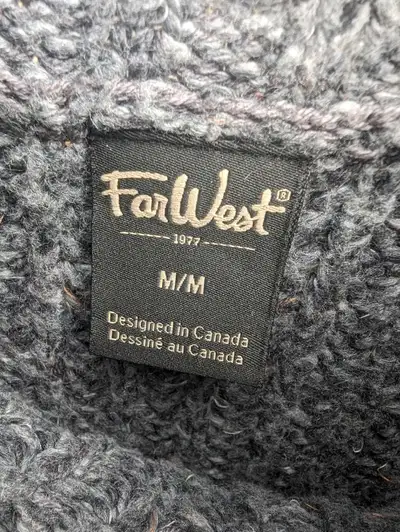 FarWest®
1977
M/M
Designed in Canada
Dessiné au Canada